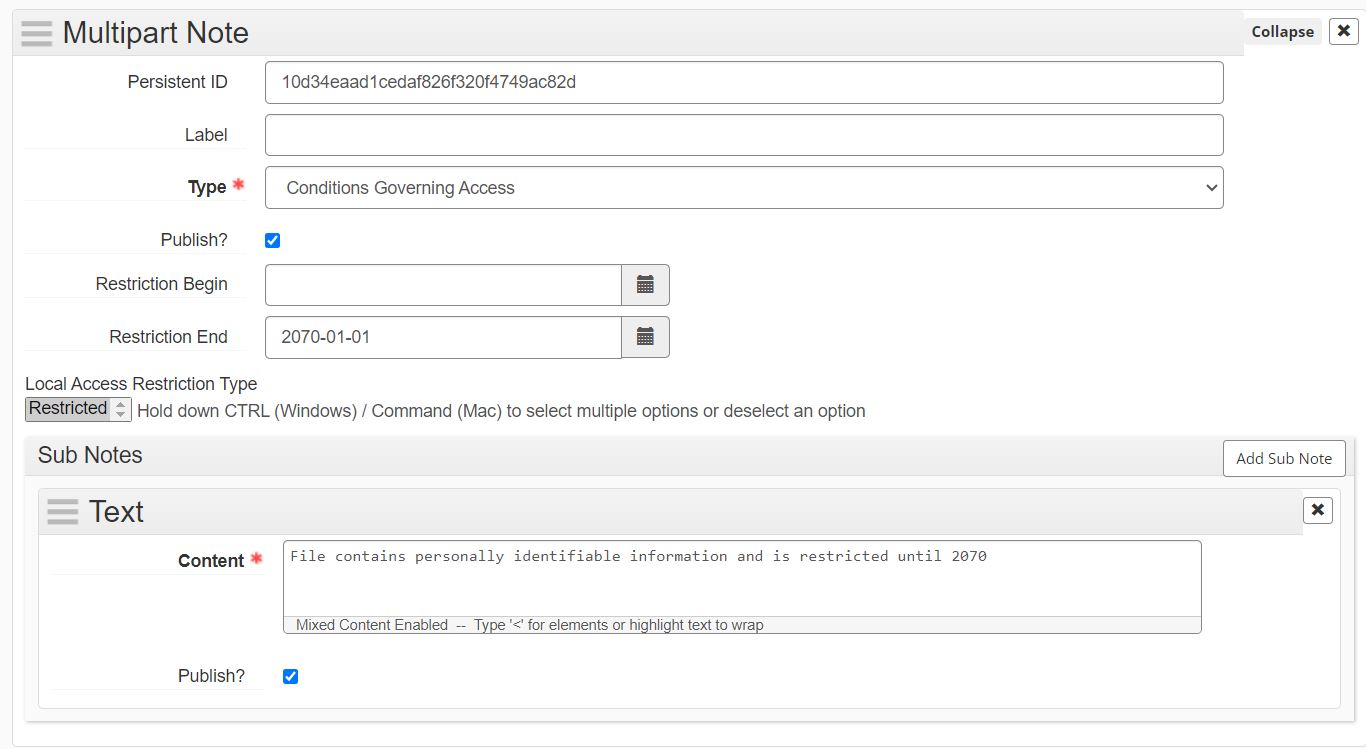 Multipart Note
Collapse
Persistent ID 10d34eaad1cedaf826f320f4749ac82d
Label
Type * Conditions Governing Access
Publish?
Restriction Begin
Restriction End 2070-01-01
Local Access Restriction Type
Restricted Hold down CTRL (Windows) / Command (Mac) to select multiple options or deselect an option
Sub Notes Add Sub Note
Text
Content * File contains personally identifiable information and is restricted until 2070
Mixed Content Enabled -- Type '<' for elements or highlight text to wrap
Publish?